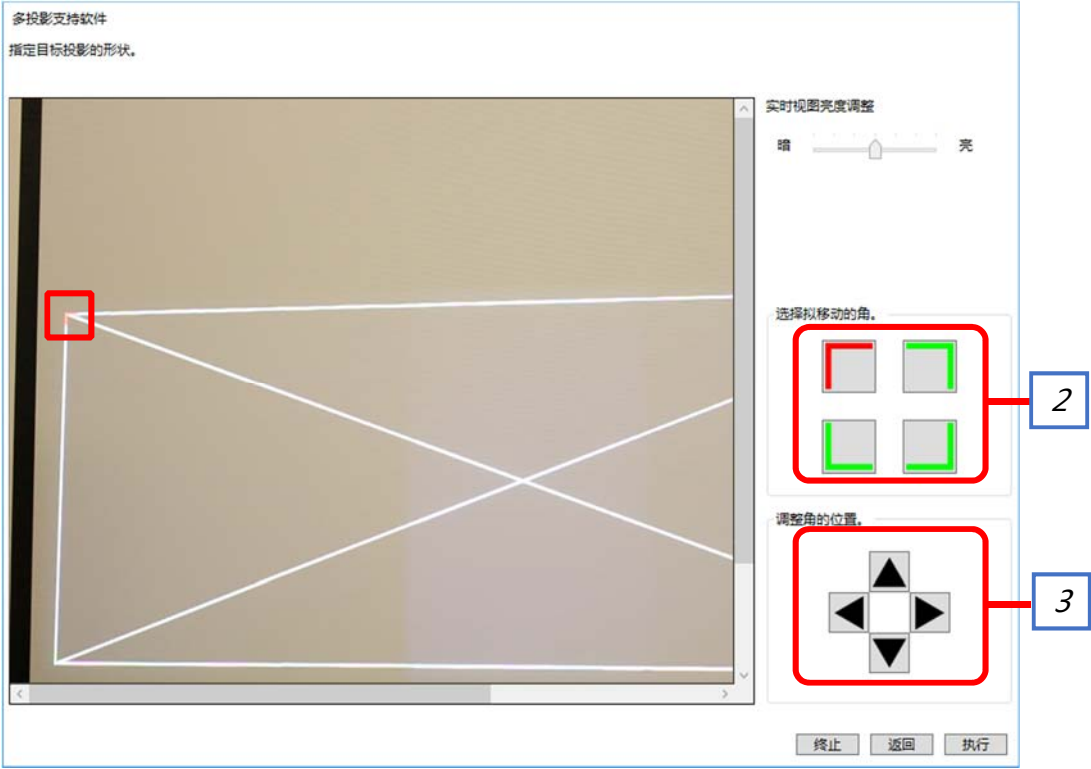 多投影支持软件
指定目标投影的形状。
实时视图亮度调整
暗 亮
选择拟移动的角。
2
调整角的位置。
3
终止 返回 执行